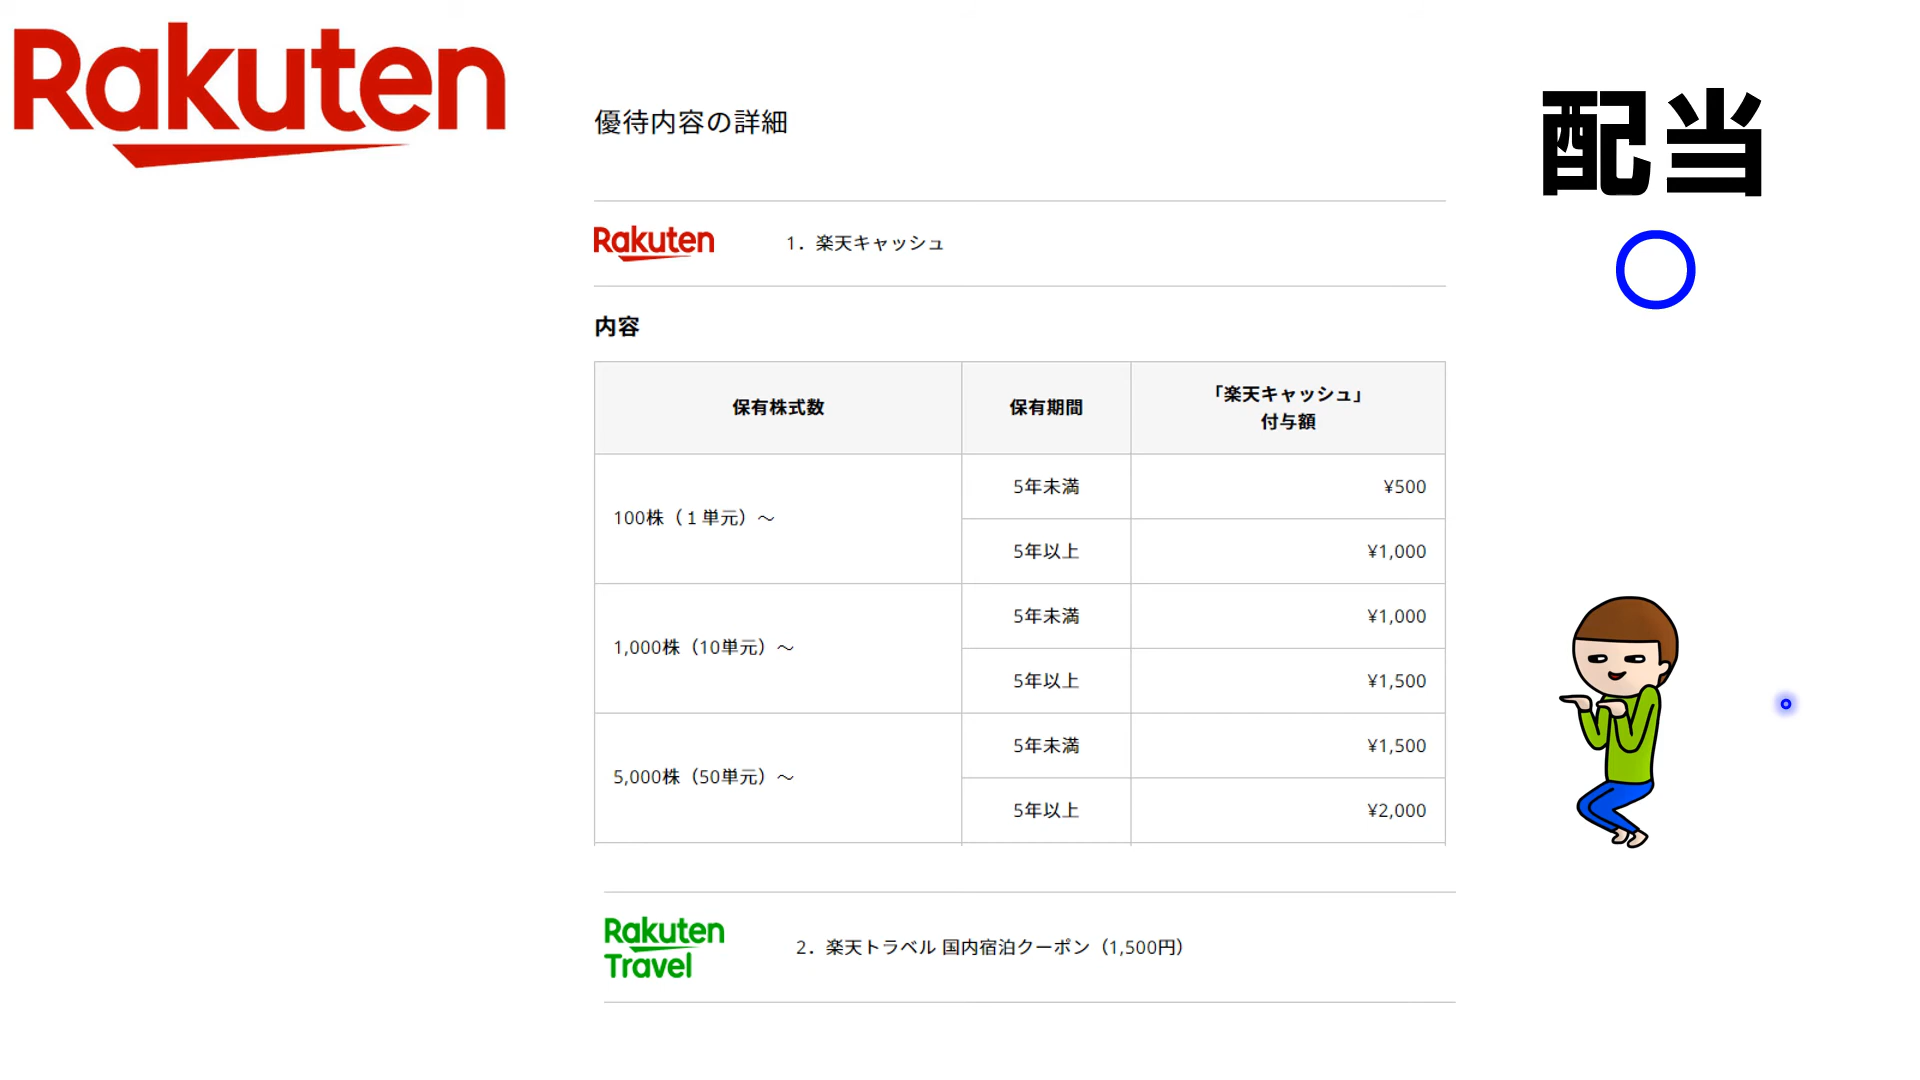 Rakuten
優待内容の詳細
配当
Rakuten 1．楽天キャッシュ
内容
保有株式数 保有期間 「楽天キャッシュ」
付与額
100株（１単元）～ 5年未満 ¥500
5年以上 ¥1,000
1,000株（10単元）～ 5年未満 ¥1,000
5年以上 ¥1,500
5,000株（50単元）～ 5年未満 ¥1,500
5年以上 ¥2,000
Rakuten
Travel
2．楽天トラベル 国内宿泊クーポン（1,500円）